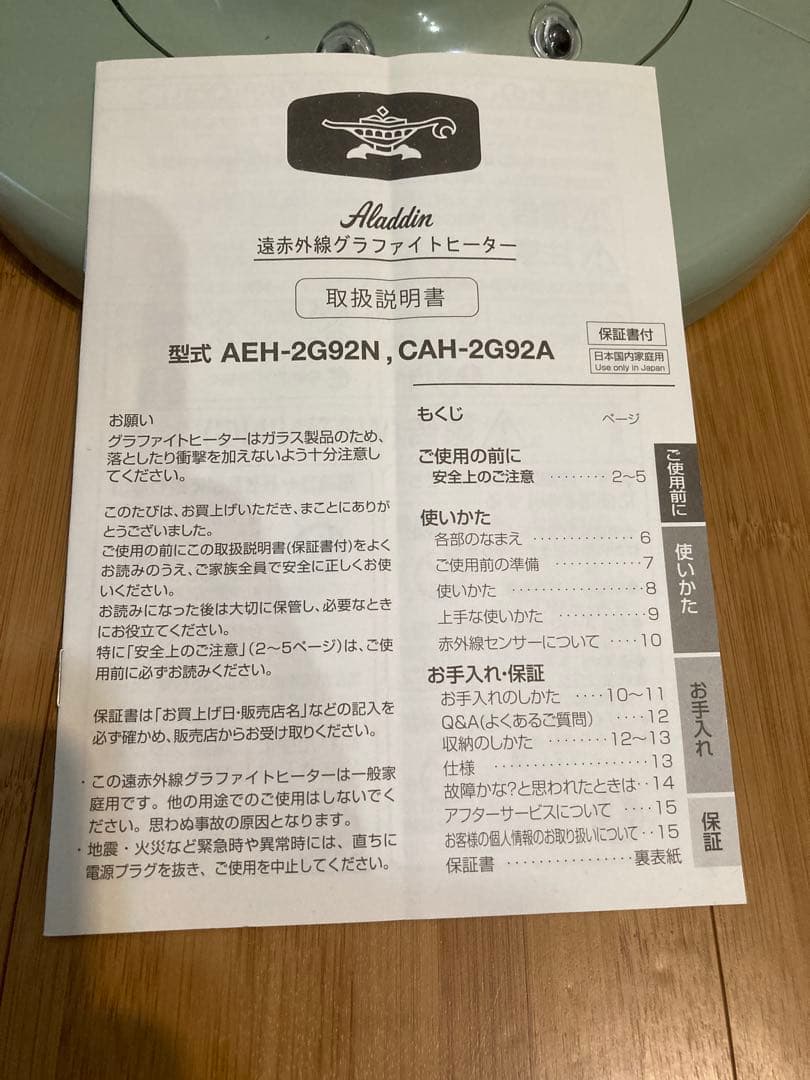 Aladdin
遠赤外線グラファイトヒーター
取扱説明書
型式 AEH-2G92N , CAH-2G92A
保証書付
日本国内家庭用
Use only in Japan
お願い
グラファイトヒーターはガラス製品のため、
落としたり衝撃を加えないよう十分注意し
てください。
このたびは、お買上げいただき、まことにありが
とうございました。
ご使用の前にこの取扱説明書(保証書付)をよく
お読みのうえ、ご家族全員で安全に正しくお使
いください。
お読みになった後は大切に保管し、必要なとき
にお役立てください。
特に「安全上のご注意」(2〜5ページ)は、ご使
用前に必ずお読みください。
保証書は「お買上げ日・販売店名」などの記入を
必ず確かめ、販売店からお受け取りください。
・この遠赤外線グラファイトヒーターは一般家
庭用です。他の用途でのご使用はしないでく
ださい。思わぬ事故の原因となります。
・地震・火災など緊急時や異常時には、直ちに
電源プラグを抜き、ご使用を中止してください。
もくじ ページ
ご使用の前に
安全上のご注意 ········ 2〜5
使いかた
各部のなまえ ·············· 6
ご使用前の準備 ············ 7
使いかた ·················· 8
上手な使いかた ············ 9
赤外線センサーについて ···· 10
お手入れ・保証
お手入れのしかた ···· 10〜11
Q&A(よくあるご質問) ···· 12
収納のしかた ········ 12〜13
仕様 ···················· 13
故障かな?と思われたときは ·· 14
アフターサービスについて ···· 15
お客様の個人情報のお取り扱いについて ·· 15
保証書 ················ 裏表紙
ご使用前に
使いかた
お手入れ
保証